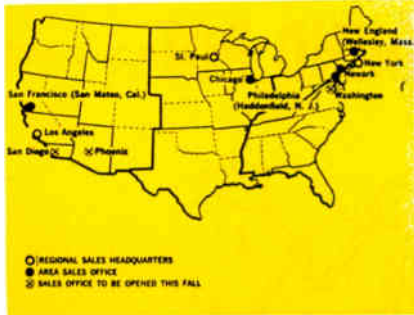 New England
(Wellesley, Mass.)
St. Paul
New York
Chicago
Newark
San Francisco (San Mateo, Cal.)
Philadelphia
(Haddonfield, N. J.)
Washington
Los Angeles
San Diego
Phoenix
REGIONAL SALES HEADQUARTERS
AREA SALES OFFICE
SALES OFFICE TO BE OPENED THIS FALL